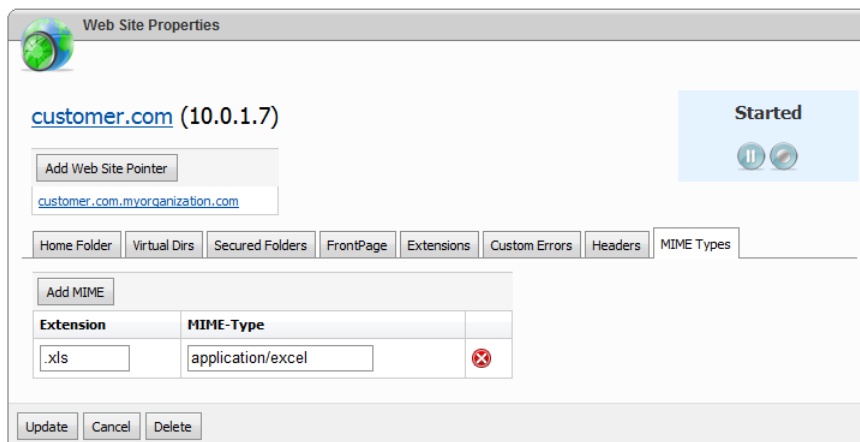 Web Site Properties
customer.com (10.0.1.7)
Started
Add Web Site Pointer
customer.com.myorganization.com
Home Folder Virtual Dirs Secured Folders FrontPage Extensions Custom Errors Headers MIME Types
Add MIME
Extension MIME-Type
.xls application/excel
Update Cancel Delete